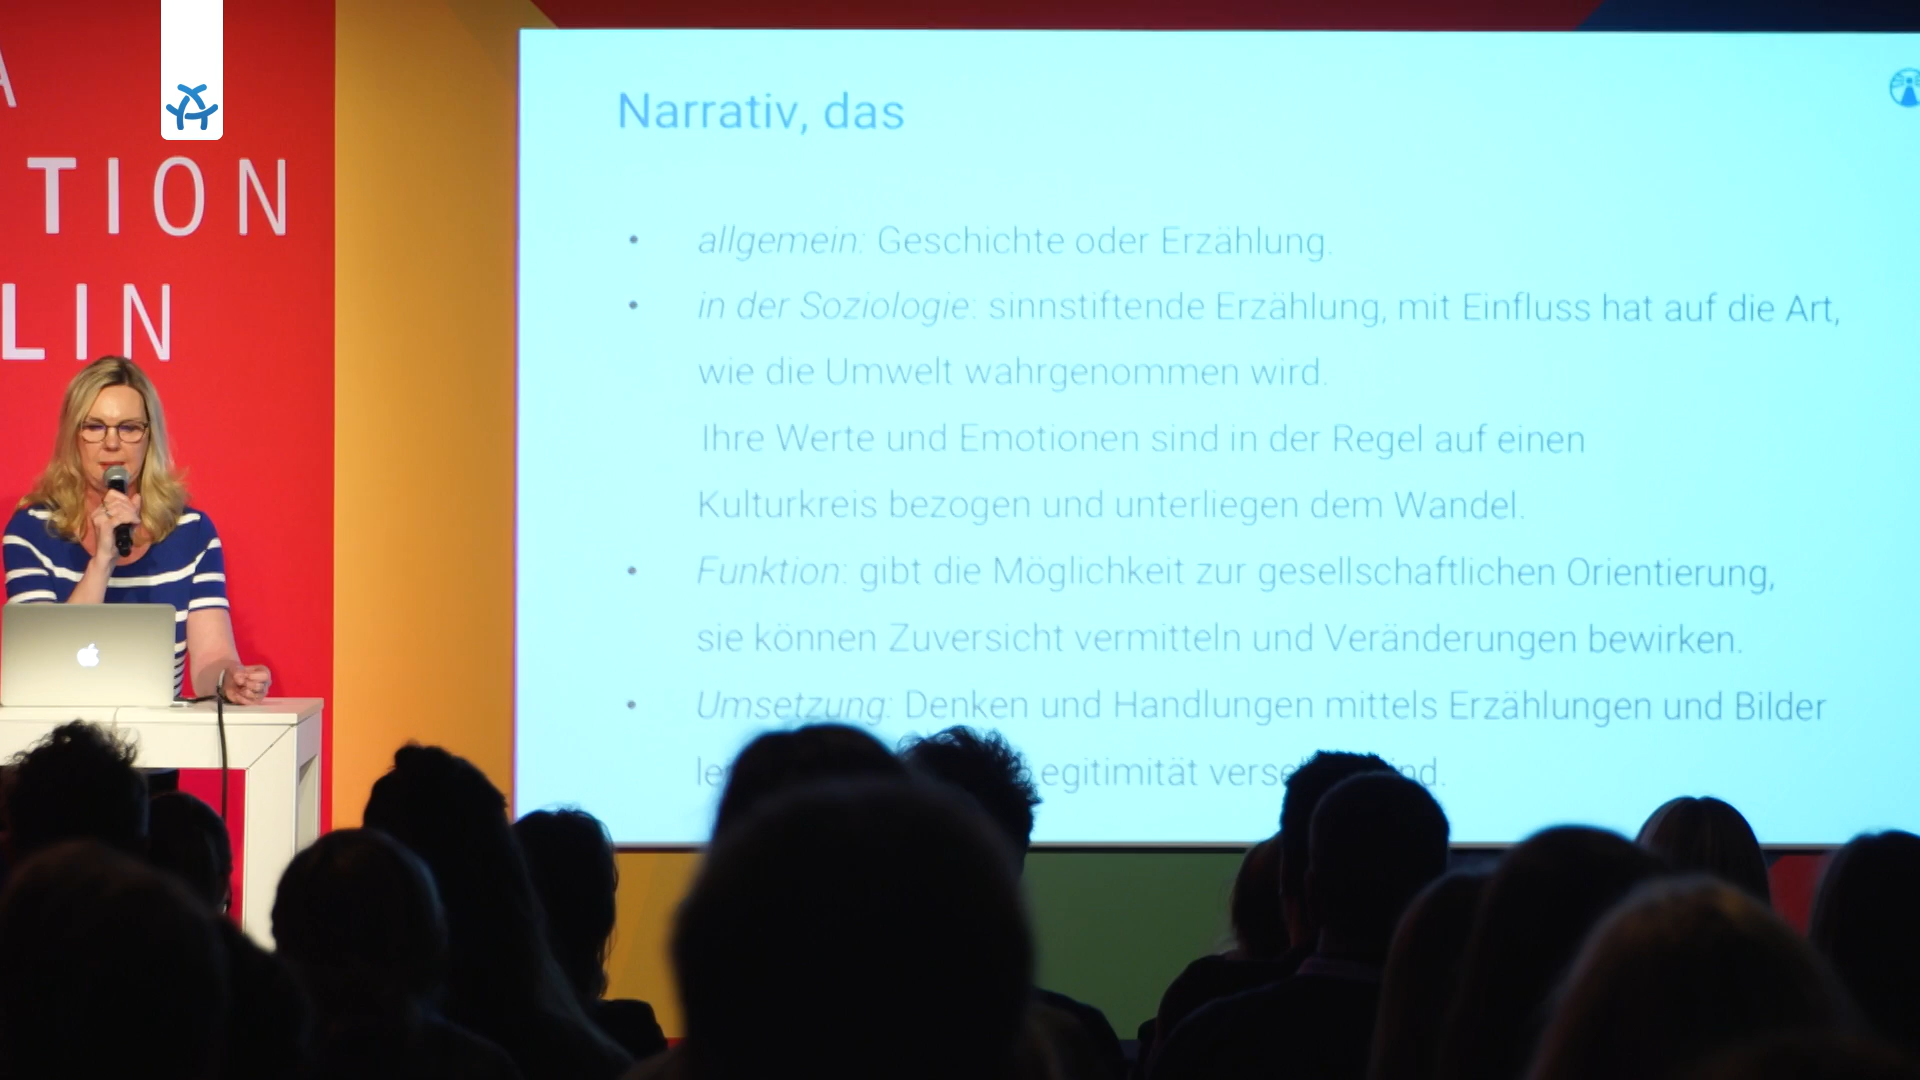 A
TION
LIN
Narrativ, das
• allgemein: Geschichte oder Erzählung.
• in der Soziologie: sinnstiftende Erzählung, mit Einfluss hat auf die Art,
wie die Umwelt wahrgenommen wird.
Ihre Werte und Emotionen sind in der Regel auf einen
Kulturkreis bezogen und unterliegen dem Wandel.
• Funktion: gibt die Möglichkeit zur gesellschaftlichen Orientierung,
sie können Zuversicht vermitteln und Veränderungen bewirken.
• Umsetzung: Denken und Handlungen mittels Erzählungen und Bilder